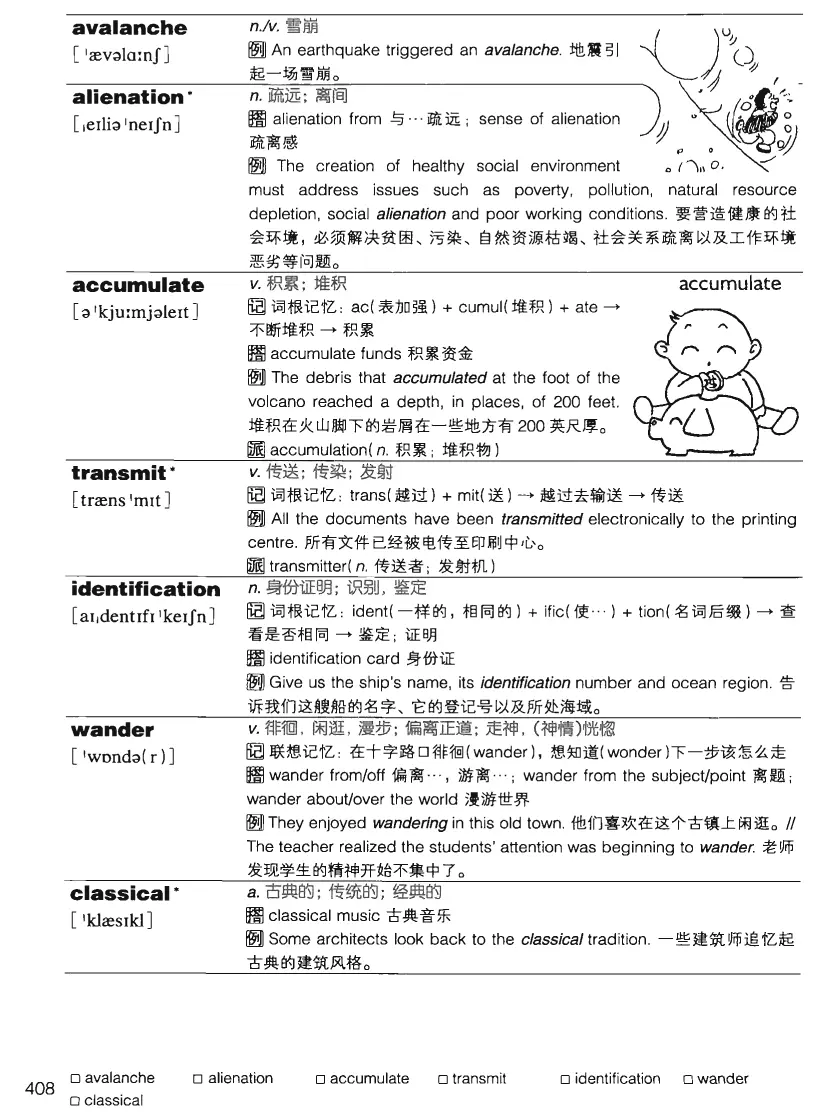 avalanche
n./v. 雪崩
[ˈævəlɑːnʃ]
例 An earthquake triggered an avalanche. 地震引
起一场雪崩。
alienation*
n. 疏远；离间
[ˌeɪliəˈneɪʃn]
搭 alienation from 与…疏远；sense of alienation
疏离感
例 The creation of healthy social environment
must address issues such as poverty, pollution, natural resource
depletion, social alienation and poor working conditions. 要营造健康的社
会环境，必须解决贫困、污染、自然资源枯竭、社会关系疏离以及工作环境
恶劣等问题。
accumulate
v. 积累；堆积
accumulate
[əˈkjuːmjəleɪt]
记 词根记忆：ac(表加强) + cumul(堆积) + ate →
不断堆积 → 积累
搭 accumulate funds 积累资金
例 The debris that accumulated at the foot of the
volcano reached a depth, in places, of 200 feet.
堆积在火山脚下的岩屑在一些地方有 200 英尺厚。
派 accumulation(n. 积累；堆积物)
transmit*
v. 传送；传染；发射
[trænsˈmɪt]
记 词根记忆：trans(越过) + mit(送) → 越过去输送 → 传送
例 All the documents have been transmitted electronically to the printing
centre. 所有文件已经被电传至印刷中心。
派 transmitter(n. 传送者；发射机)
identification
n. 身份证明；识别，鉴定
[aɪˌdentɪfɪˈkeɪʃn]
记 词根记忆：ident(一样的，相同的) + ific(使…) + tion(名词后缀) → 查
看是否相同 → 鉴定；证明
搭 identification card 身份证
例 Give us the ship's name, its identification number and ocean region. 告
诉我们这艘船的名字、它的登记号以及所处海域。
wander
v. 徘徊，闲逛，漫步；偏离正道；走神，(神情)恍惚
[ˈwɒndə(r)]
记 联想记忆：在十字路口徘徊(wander)，想知道(wonder)下一步该怎么走
搭 wander from/off 偏离…，游离…；wander from the subject/point 离题；
wander about/over the world 漫游世界
例 They enjoyed wandering in this old town. 他们喜欢在这个古镇上闲逛。//
The teacher realized the students' attention was beginning to wander. 老师
发现学生的精神开始不集中了。
classical*
a. 古典的；传统的；经典的
[ˈklæsɪkl]
搭 classical music 古典音乐
例 Some architects look back to the classical tradition. 一些建筑师追忆起
古典的建筑风格。
408
□ avalanche □ alienation □ accumulate □ transmit □ identification □ wander
□ classical